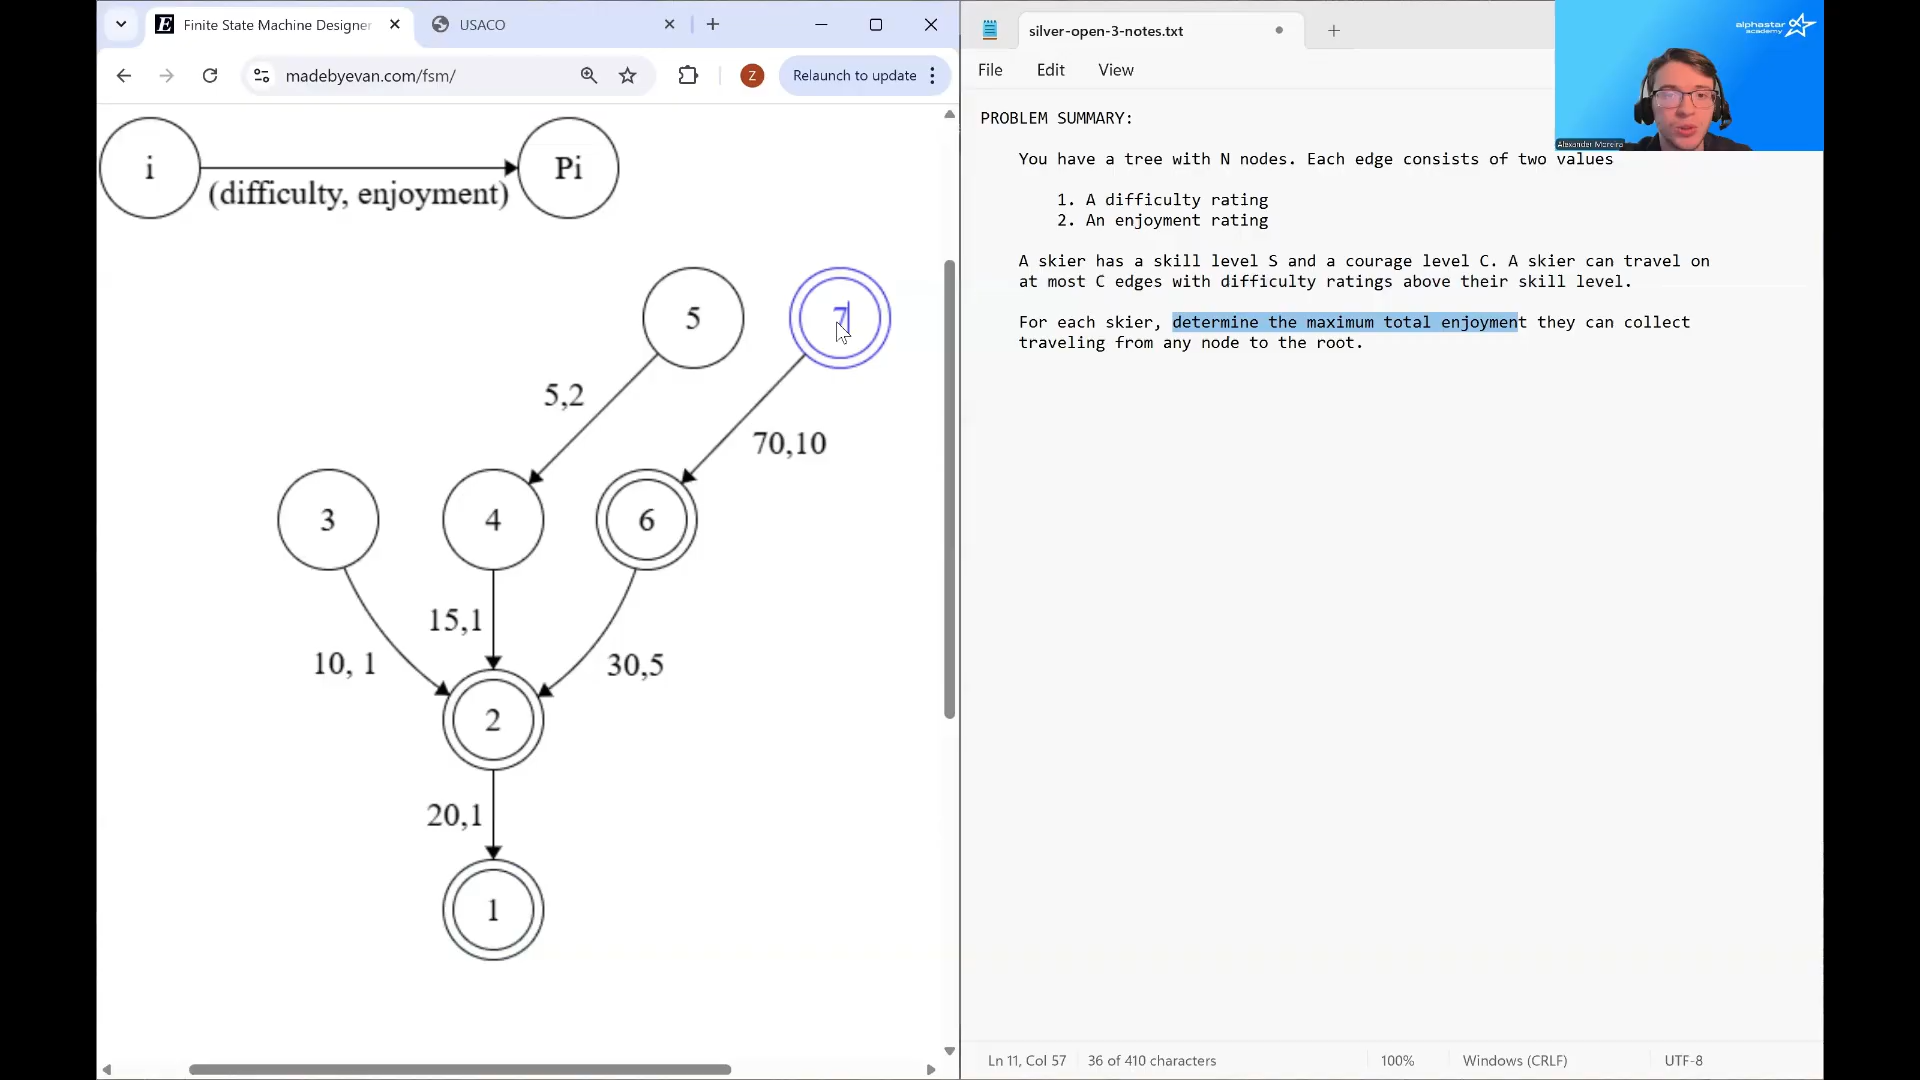 Finite State Machine Designer
USACO
madebyevan.com/fsm/
Z
Relaunch to update
i
Pi
(difficulty, enjoyment)
5
7
5,2
70,10
3
4
6
15,1
10, 1
30,5
2
20,1
1
silver-open-3-notes.txt
File Edit View
PROBLEM SUMMARY:
You have a tree with N nodes. Each edge consists of two values
1. A difficulty rating
2. An enjoyment rating
A skier has a skill level S and a courage level C. A skier can travel on
at most C edges with difficulty ratings above their skill level.
For each skier, determine the maximum total enjoyment they can collect
traveling from any node to the root.
Ln 11, Col 57 36 of 410 characters 100% Windows (CRLF) UTF-8
alphastar
academy
Alexander Moreira